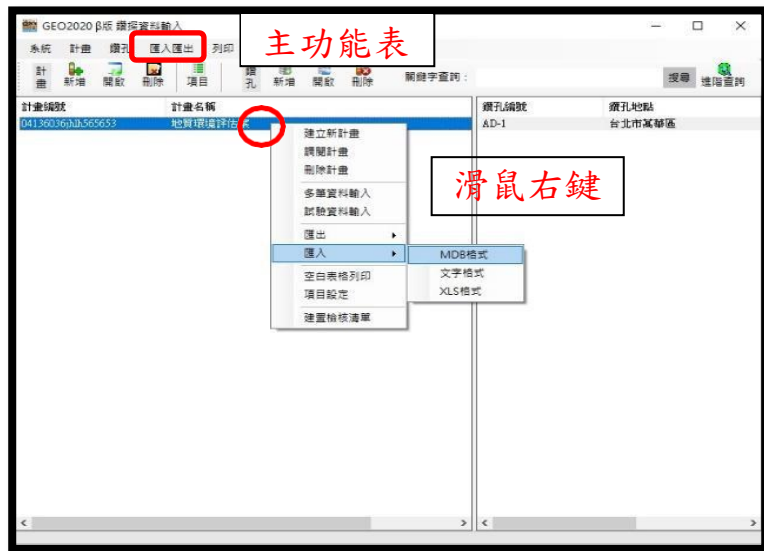 GEO2020 β版 鑽探資料輸入
主功能表
系統 計畫 鑽孔 匯入匯出 列印
計畫 新增 開啟 刪除 項目 鑽孔 新增 開啟 刪除 關鍵字查詢: 搜尋 進階查詢
計畫編號 計畫名稱 鑽孔編號 鑽孔地點
地質環境評估 AD-1 台北市萬華區
建立新計畫
調閱計畫
刪除計畫
滑鼠右鍵
多筆資料輸入
試驗資料輸入
匯出
匯入 MDB格式
文字格式
空白表格列印
XLS格式
項目設定
建置檢核清單